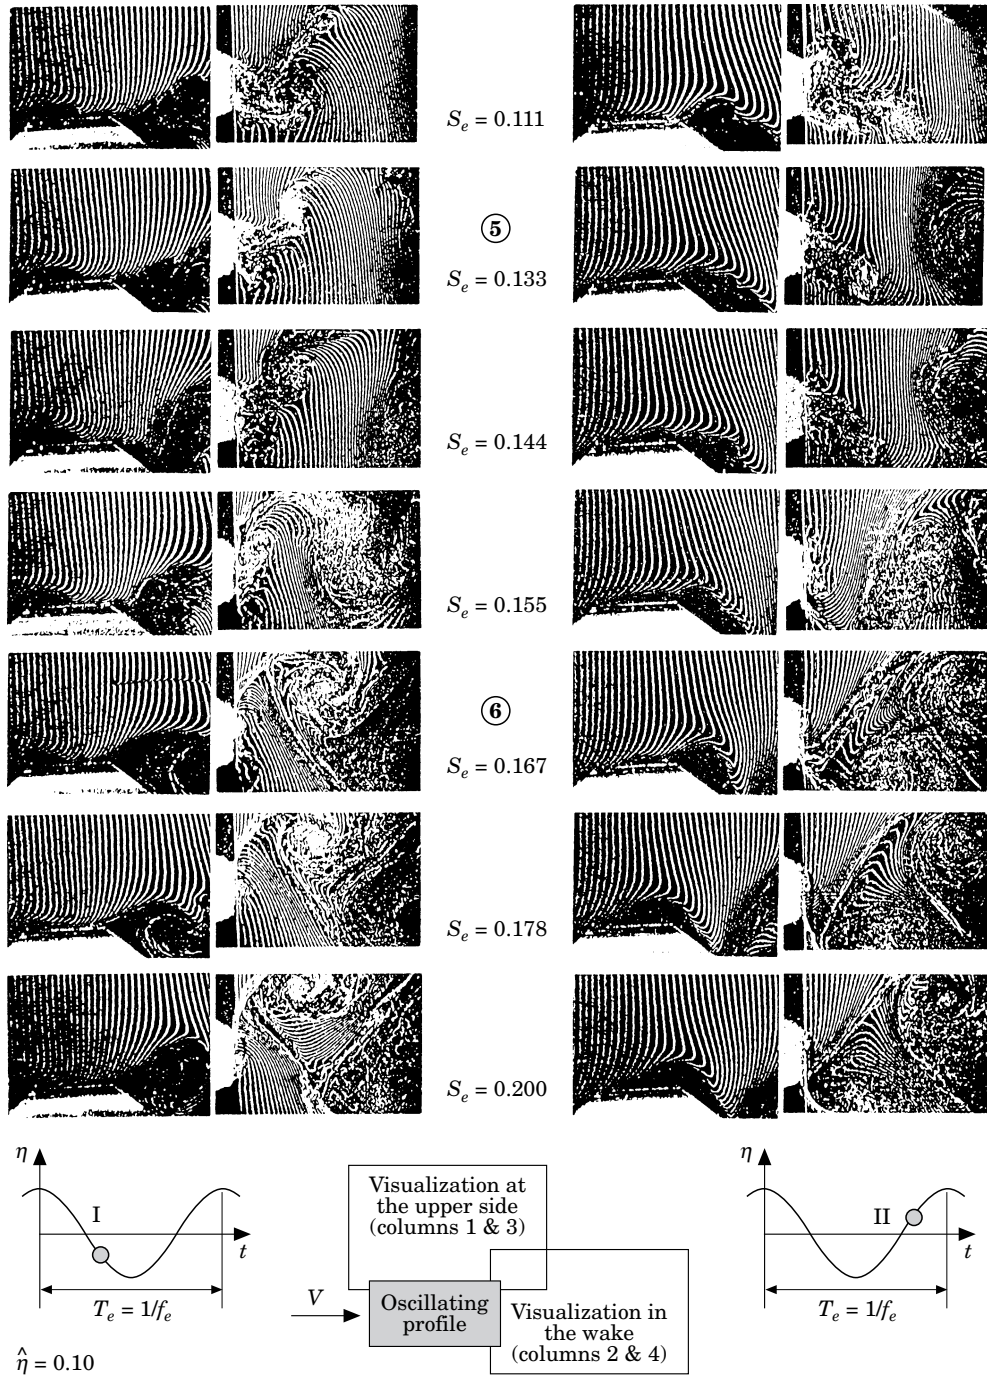 S_e = 0.111
⑤
S_e = 0.133
S_e = 0.144
S_e = 0.155
⑥
S_e = 0.167
S_e = 0.178
S_e = 0.200
η
I
t
T_e = 1/f_e
η̂ = 0.10
Visualization at
the upper side
(columns 1 & 3)
V
Oscillating
profile
Visualization in
the wake
(columns 2 & 4)
η
II
t
T_e = 1/f_e